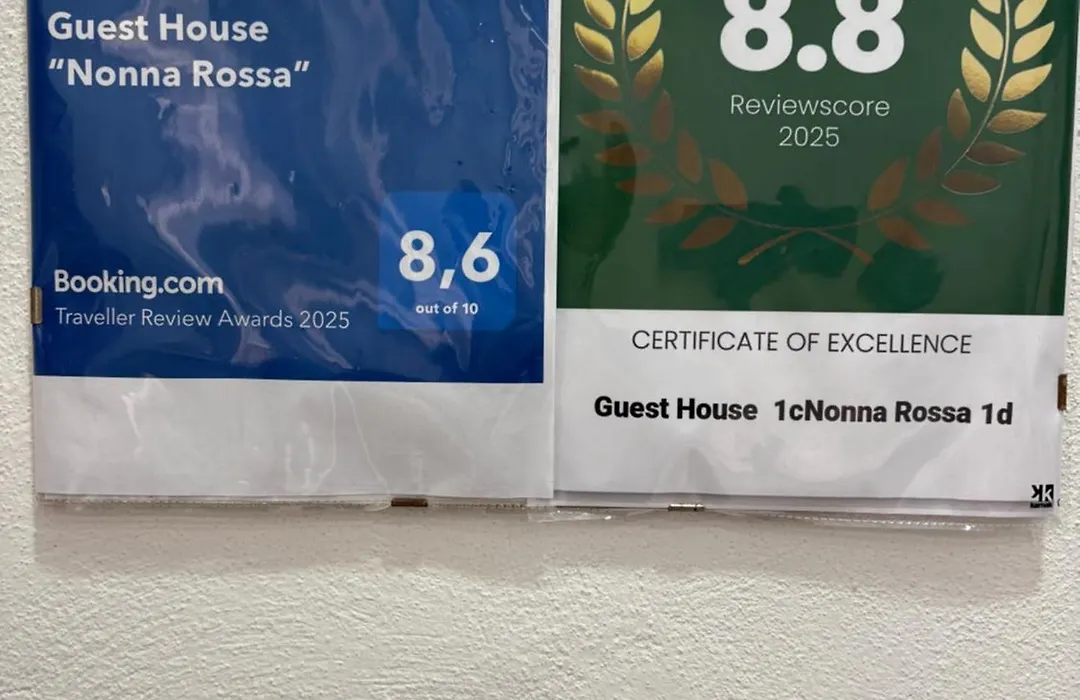 Guest House
“Nonna Rossa”
Booking.com
Traveller Review Awards 2025
8,6
out of 10
8.8
Reviewscore
2025
CERTIFICATE OF EXCELLENCE
Guest House 1cNonna Rossa 1d